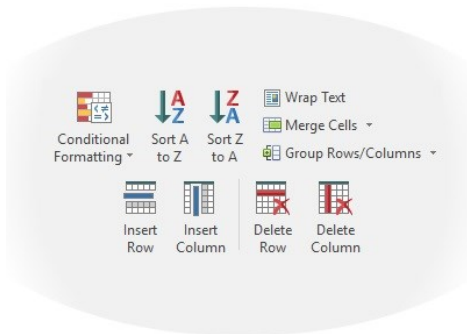 Conditional
Formatting
Sort A
to Z
Sort Z
to A
Wrap Text
Merge Cells
Group Rows/Columns
Insert
Row
Insert
Column
Delete
Row
Delete
Column